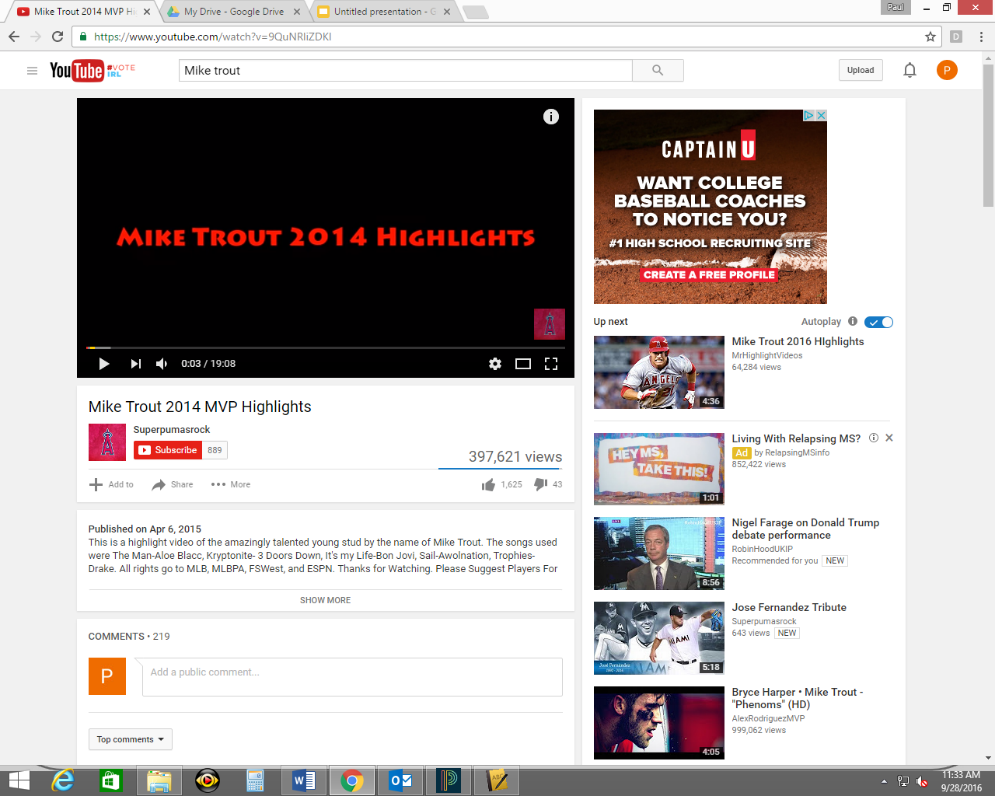 Mike Trout 2014 MVP Hi
My Drive - Google Drive
Untitled presentation - G
Paul
https://www.youtube.com/watch?v=9QuNRliZDKI
D
YouTube #VOTE IRL
Mike trout
Upload
P
MIKE TROUT 2014 HIGHLIGHTS
0:03 / 19:08
Mike Trout 2014 MVP Highlights
Superpumasrock
Subscribe 889
397,621 views
Add to Share More
1,625 43
Published on Apr 6, 2015
This is a highlight video of the amazingly talented young stud by the name of Mike Trout. The songs used
were The Man-Aloe Blacc, Kryptonite- 3 Doors Down, It's my Life-Bon Jovi, Sail-Awolnation, Trophies-
Drake. All rights go to MLB, MLBPA, FSWest, and ESPN. Thanks for Watching. Please Suggest Players For
SHOW MORE
COMMENTS • 219
P
Add a public comment...
Top comments
CAPTAIN U
WANT COLLEGE
BASEBALL COACHES
TO NOTICE YOU?
#1 HIGH SCHOOL RECRUITING SITE
CREATE A FREE PROFILE
Up next
Autoplay
ANGELS
4:36
Mike Trout 2016 HIghlights
MrHighlightVideos
64,284 views
HEY MS,
TAKE THIS!
1:01
Living With Relapsing MS?
Ad by RelapsingMSinfo
852,422 views
8:56
Nigel Farage on Donald Trump
debate performance
RobinHoodUKIP
Recommended for you NEW
5:18
Jose Fernandez Tribute
Superpumasrock
643 views NEW
4:05
Bryce Harper • Mike Trout -
"Phenoms" (HD)
AlexRodriguezMVP
999,062 views
11:33 AM
9/28/2016